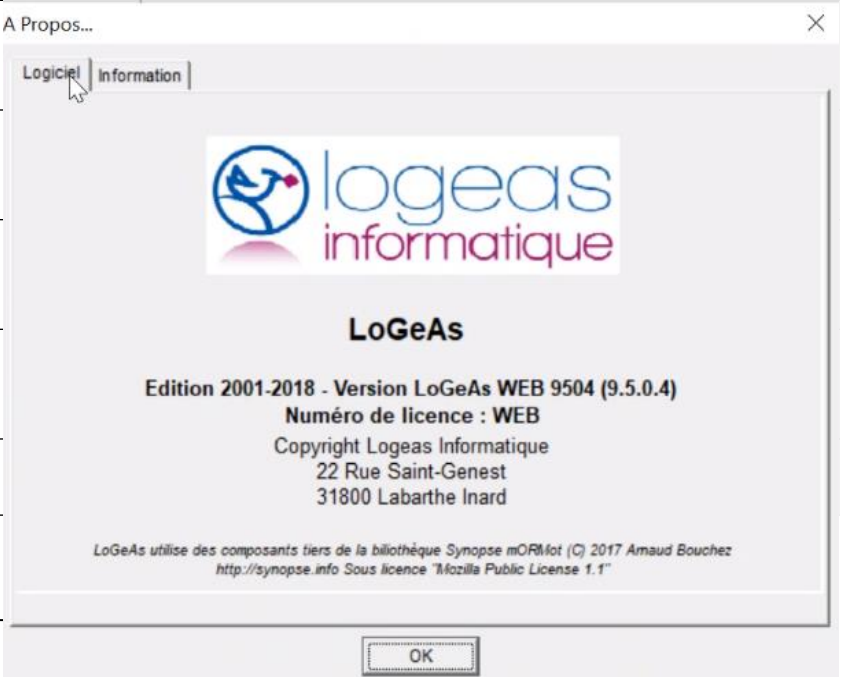 A Propos...
Logiciel
Information
logeas
informatique
LoGeAs
Edition 2001-2018 - Version LoGeAs WEB 9504 (9.5.0.4)
Numéro de licence : WEB
Copyright Logeas Informatique
22 Rue Saint-Genest
31800 Labarthe Inard
LoGeAs utilise des composants tiers de la biliothèque Synopse mORMot (C) 2017 Arnaud Bouchez
http://synopse.info Sous licence "Mozilla Public License 1.1"
OK